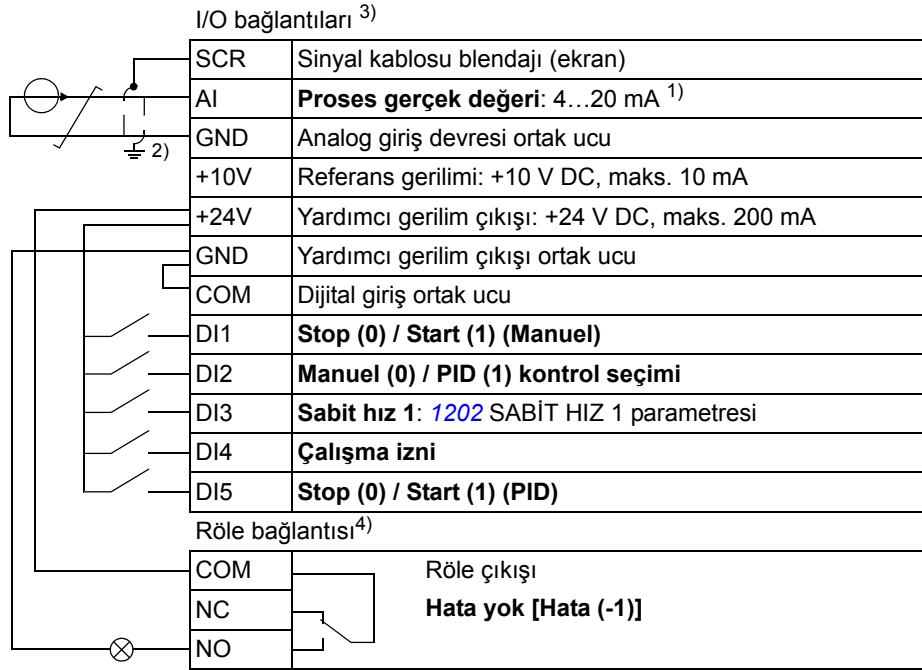 I/O bağlantıları 3)
SCR Sinyal kablosu blendajı (ekran)
AI Proses gerçek değeri: 4…20 mA 1)
GND Analog giriş devresi ortak ucu
2)
+10V Referans gerilimi: +10 V DC, maks. 10 mA
+24V Yardımcı gerilim çıkışı: +24 V DC, maks. 200 mA
GND Yardımcı gerilim çıkışı ortak ucu
COM Dijital giriş ortak ucu
DI1 Stop (0) / Start (1) (Manuel)
DI2 Manuel (0) / PID (1) kontrol seçimi
DI3 Sabit hız 1: 1202 SABİT HIZ 1 parametresi
DI4 Çalışma izni
DI5 Stop (0) / Start (1) (PID)
Röle bağlantısı4)
COM Röle çıkışı
NC Hata yok [Hata (-1)]
NO